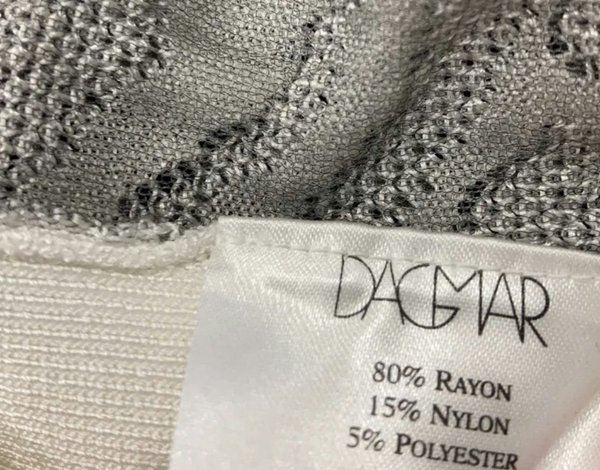 DAGMAR
80% RAYON
15% NYLON
5% POLYESTER